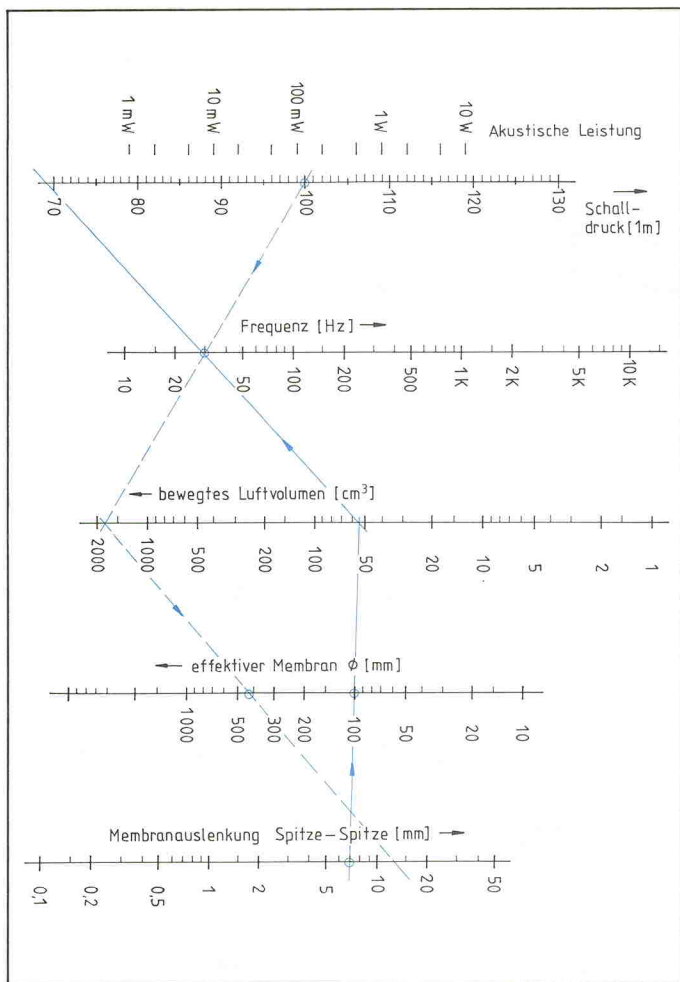 1 mW 10 mW 100 mW 1W 10 W Akustische Leistung
70 80 90 100 110 120 130
Schall-
druck [1m]
Frequenz [Hz]
10 20 50 100 200 500 1K 2K 5K 10K
bewegtes Luftvolumen [cm³]
2000 1000 500 200 100 50 20 10 5 2 1
effektiver Membran ϕ [mm]
1000 500 300 200 100 50 20 10
Membranauslenkung Spitze-Spitze [mm]
0,1 0,2 0,5 1 2 5 10 20 50